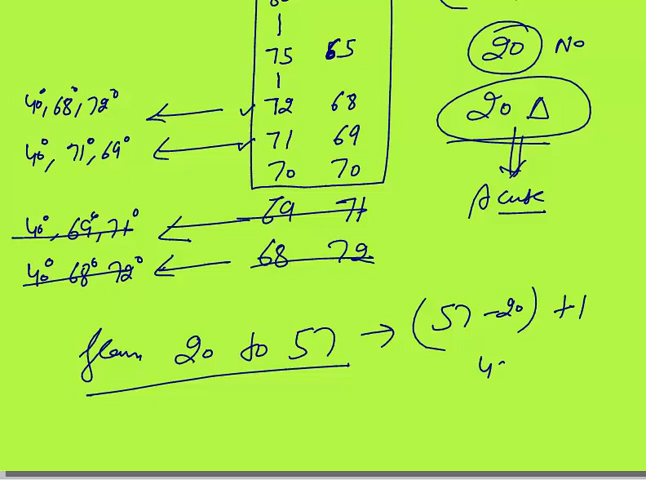 75 65
20 No
40°, 68°, 72° ← 72 68
20 Δ
40°, 71°, 69° ← 71 69
70 70
Acute
40°, 69°, 71° ← 69 71
40° 68° 72° ← 68 72
from 20 to 57 → (57 - 20) + 1